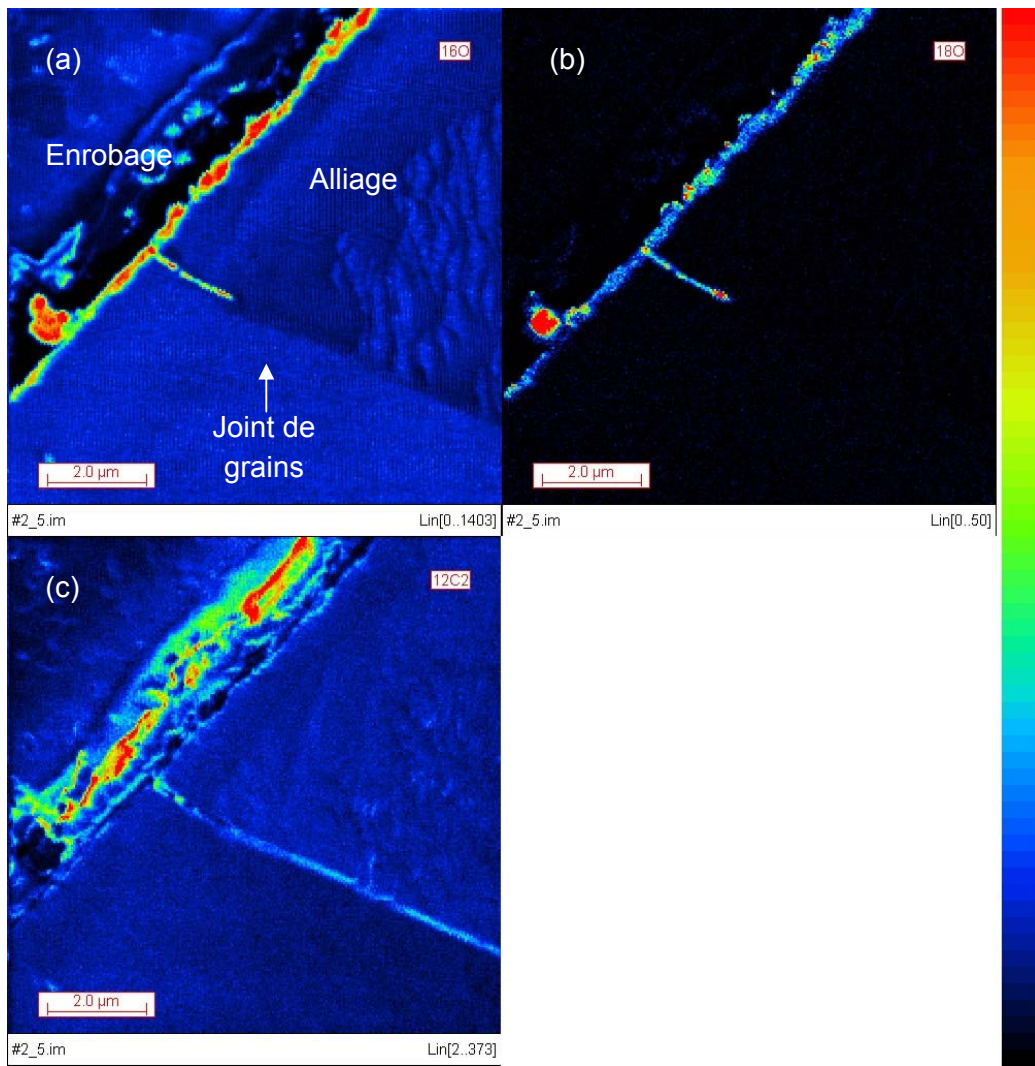 (a)
16O
Enrobage
Alliage
Joint de
grains
2.0 µm
#2_5.im
Lin[0..1403]
(b)
18O
2.0 µm
#2_5.im
Lin[0..50]
(c)
12C2
2.0 µm
#2_5.im
Lin[2..373]